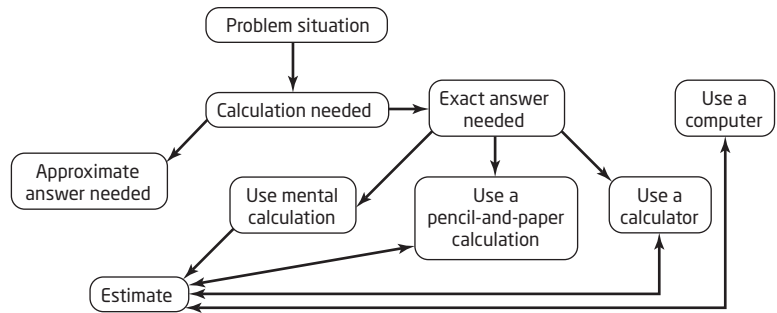 Problem situation
Calculation needed
Exact answer
needed
Use a
computer
Approximate
answer needed
Use mental
calculation
Use a
pencil-and-paper
calculation
Use a
calculator
Estimate